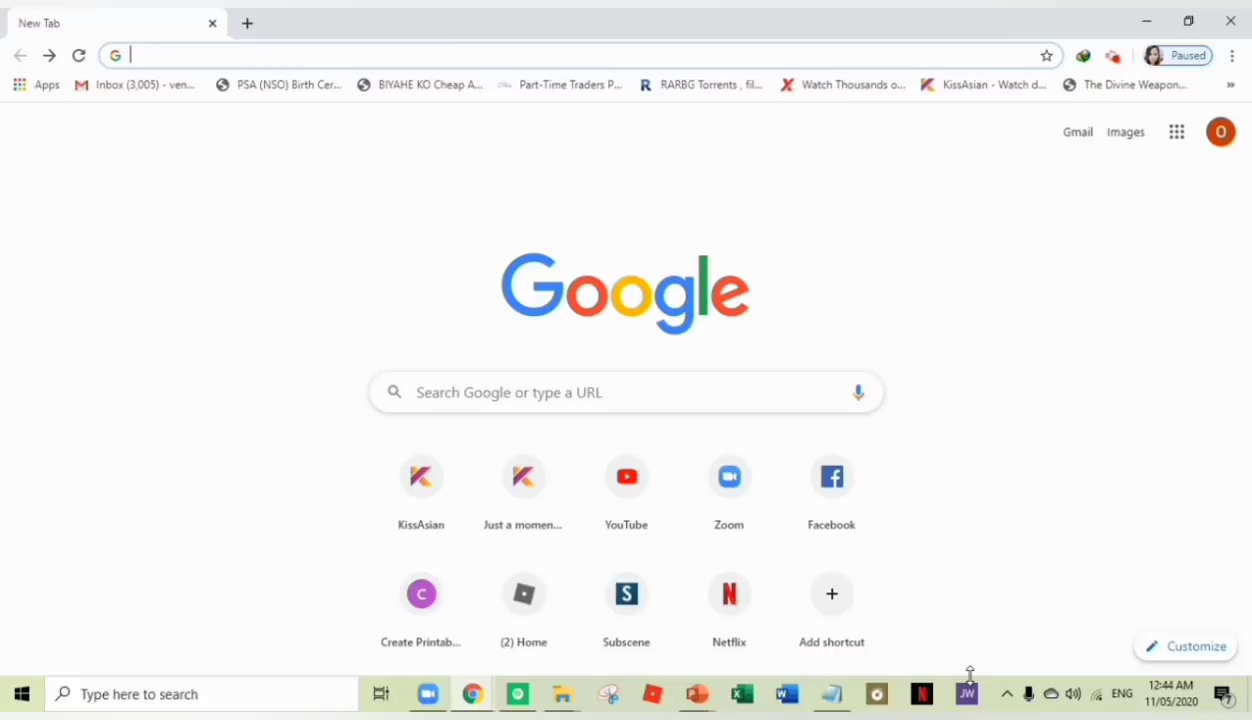 New Tab
Paused
Apps
Inbox (3,005) - ven...
PSA (NSO) Birth Cer...
BIYAHE KO Cheap A...
Part-Time Traders P...
RARBG Torrents , fil...
Watch Thousands o...
KissAsian - Watch d...
The Divine Weapon...
»
Gmail
Images
O
Google
Search Google or type a URL
KissAsian
Just a momen...
YouTube
Zoom
Facebook
C
S
N
Create Printab...
(2) Home
Subscene
Netflix
Add shortcut
Customize
Type here to search
JW
ENG
12:44 AM
11/05/2020
7